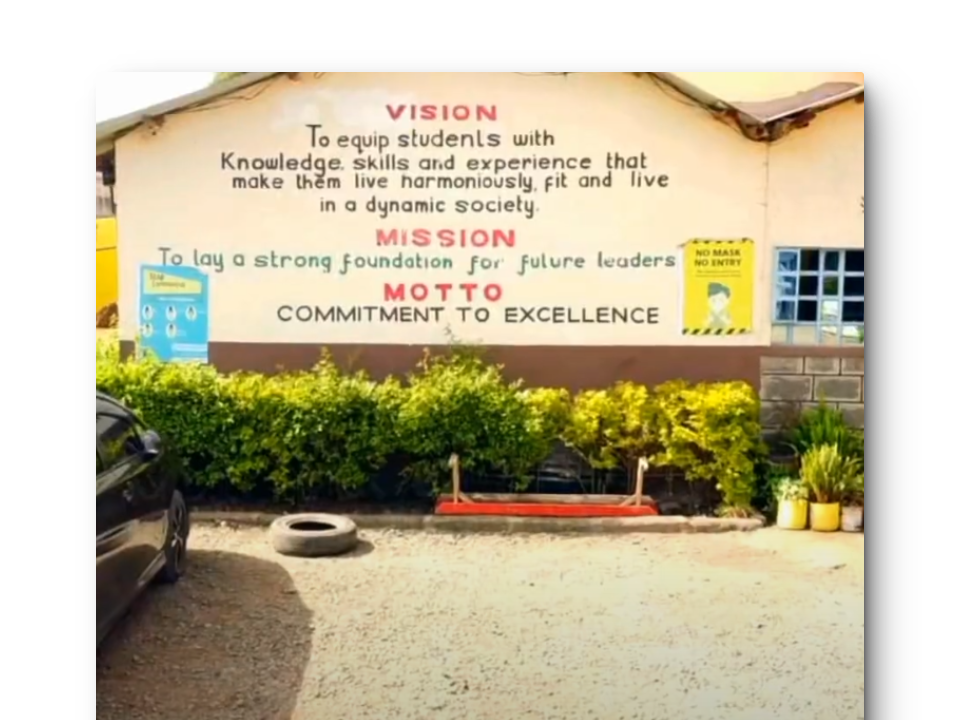 VISION
To equip students with
Knowledge, skills and experience that
make them live harmoniously, fit and live
in a dynamic society.
MISSION
To lay a strong foundation for future leaders
MOTTO
COMMITMENT TO EXCELLENCE
NO MASK
NO ENTRY